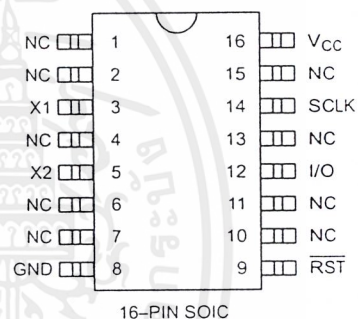 NC 1 16 VCC
NC 2 15 NC
X1 3 14 SCLK
NC 4 13 NC
X2 5 12 I/O
NC 6 11 NC
NC 7 10 NC
GND 8 9 RST
16–PIN SOIC